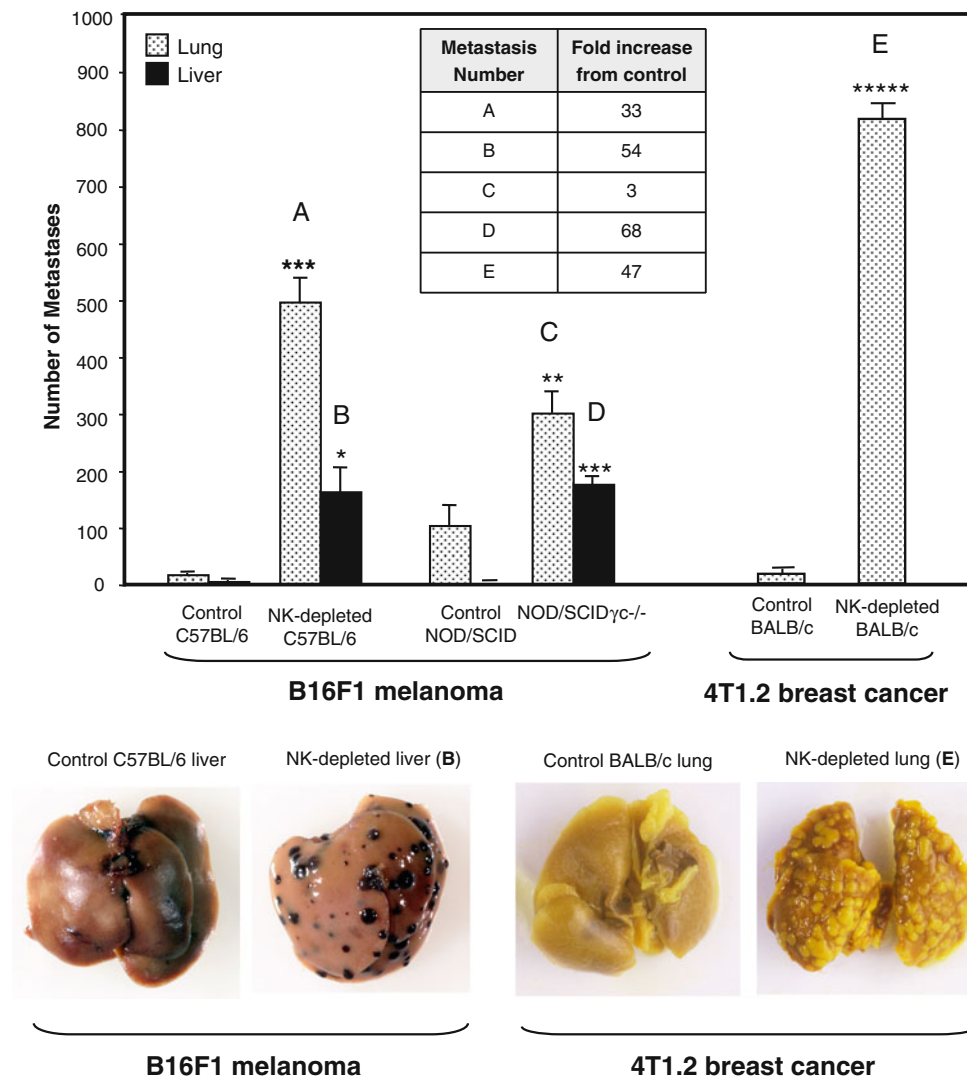 1000
900
800
700
600
500
400
300
200
100
0
Number of Metastases
Lung
Liver
Metastasis Number
Fold increase from control
A 33
B 54
C 3
D 68
E 47
A
***
B
*
C
**
D
***
E
*****
Control
C57BL/6
NK-depleted
C57BL/6
Control
NOD/SCID
NOD/SCIDγc-/-
Control
BALB/c
NK-depleted
BALB/c
B16F1 melanoma
4T1.2 breast cancer
Control C57BL/6 liver
NK-depleted liver (B)
Control BALB/c lung
NK-depleted lung (E)
B16F1 melanoma
4T1.2 breast cancer